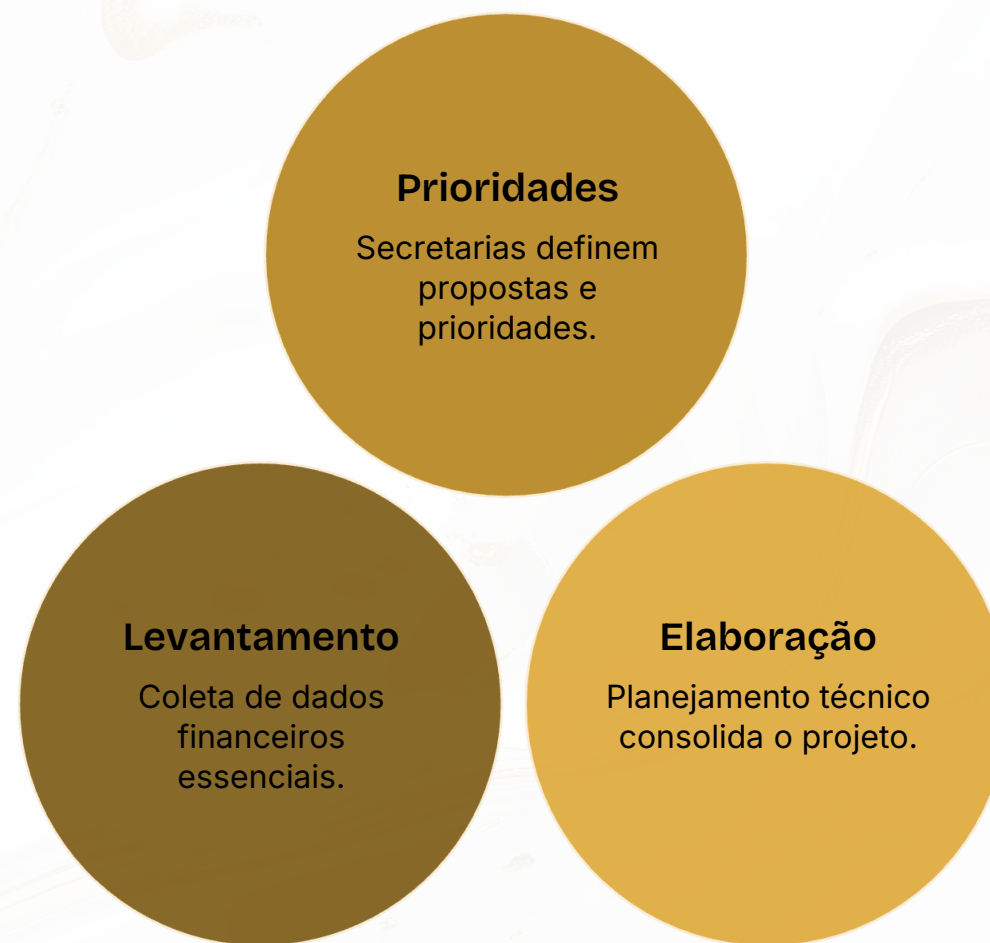 Prioridades
Secretarias definem
propostas e
prioridades.
Levantamento
Coleta de dados
financeiros
essenciais.
Elaboração
Planejamento técnico
consolida o projeto.